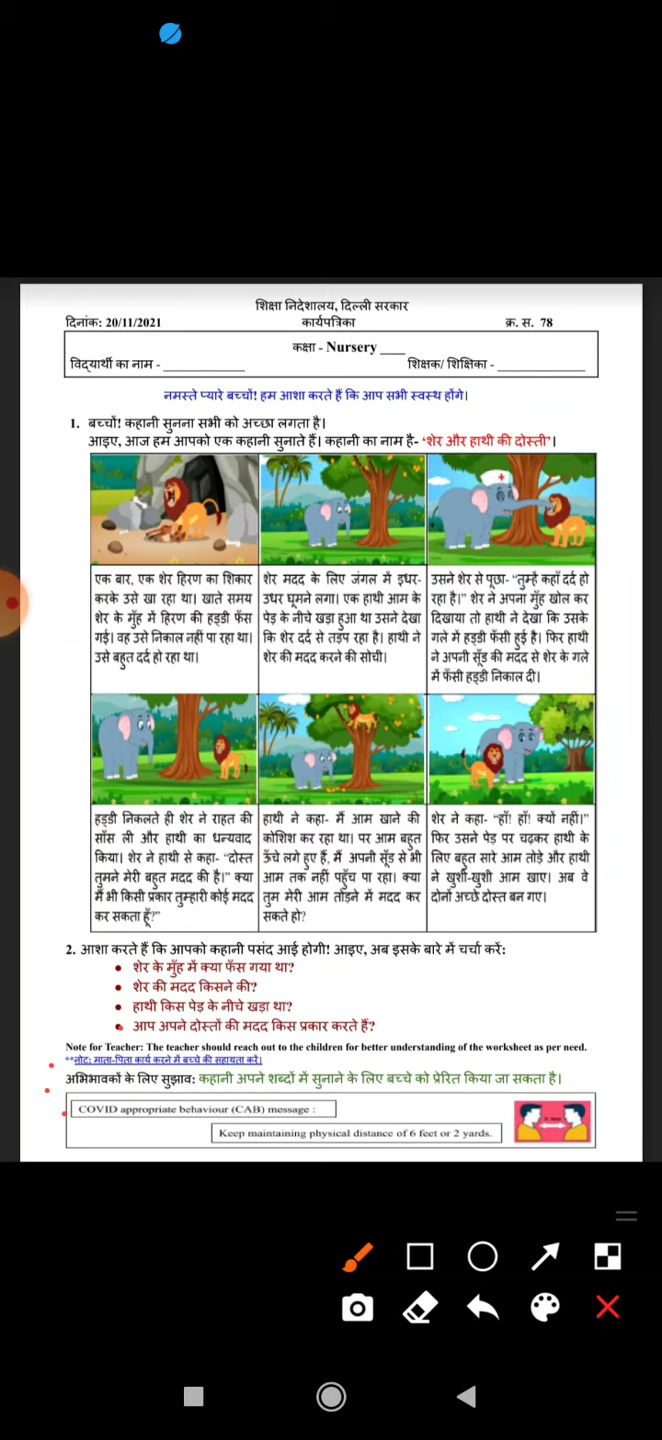 शिक्षा निदेशालय, दिल्ली सरकार
दिनांक: 20/11/2021 कार्यपत्रिका क्र. स. 78
कक्षा - Nursery ____
विद्यार्थी का नाम - ____________ शिक्षक/ शिक्षिका - ____________
नमस्ते प्यारे बच्चों! हम आशा करते हैं कि आप सभी स्वस्थ होंगे।
1. बच्चों! कहानी सुनना सभी को अच्छा लगता है।
आइए, आज हम आपको एक कहानी सुनाते हैं। कहानी का नाम है- ‘शेर और हाथी की दोस्ती’।
एक बार, एक शेर हिरण का शिकार
करके उसे खा रहा था। खाते समय
शेर के मुँह में हिरण की हड्डी फँस
गई। वह उसे निकाल नहीं पा रहा था।
उसे बहुत दर्द हो रहा था।
शेर मदद के लिए जंगल में इधर-
उधर घूमने लगा। एक हाथी आम के
पेड़ के नीचे खड़ा हुआ था उसने देखा
कि शेर दर्द से तड़प रहा है। हाथी ने
शेर की मदद करने की सोची।
उसने शेर से पूछा- “तुम्हें कहाँ दर्द हो
रहा है।” शेर ने अपना मुँह खोल कर
दिखाया तो हाथी ने देखा कि उसके
गले में हड्डी फँसी हुई है। फिर हाथी
ने अपनी सूँड की मदद से शेर के गले
में फँसी हड्डी निकाल दी।
हड्डी निकलते ही शेर ने राहत की
साँस ली और हाथी का धन्यवाद
किया। शेर ने हाथी से कहा- “दोस्त
तुमने मेरी बहुत मदद की है।” क्या
मैं भी किसी प्रकार तुम्हारी कोई मदद
कर सकता हूँ?”
हाथी ने कहा- मैं आम खाने की
कोशिश कर रहा था। पर आम बहुत
ऊँचे लगे हुए हैं, मैं अपनी सूँड से भी
आम तक नहीं पहुँच पा रहा। क्या
तुम मेरी आम तोड़ने में मदद कर
सकते हो?
शेर ने कहा- “हाँ! हाँ! क्यों नहीं।”
फिर उसने पेड़ पर चढ़कर हाथी के
लिए बहुत सारे आम तोड़े और हाथी
ने खुशी-खुशी आम खाए। अब वे
दोनों अच्छे दोस्त बन गए।
2. आशा करते हैं कि आपको कहानी पसंद आई होगी! आइए, अब इसके बारे में चर्चा करें:
● शेर के मुँह में क्या फँस गया था?
● शेर की मदद किसने की?
● हाथी किस पेड़ के नीचे खड़ा था?
● आप अपने दोस्तों की मदद किस प्रकार करते हैं?
Note for Teacher: The teacher should reach out to the children for better understanding of the worksheet as per need.
**नोट: माता-पिता कार्य करने में बच्चे की सहायता करें।
अभिभावकों के लिए सुझाव: कहानी अपने शब्दों में सुनाने के लिए बच्चे को प्रेरित किया जा सकता है।
COVID appropriate behaviour (CAB) message :
Keep maintaining physical distance of 6 feet or 2 yards.